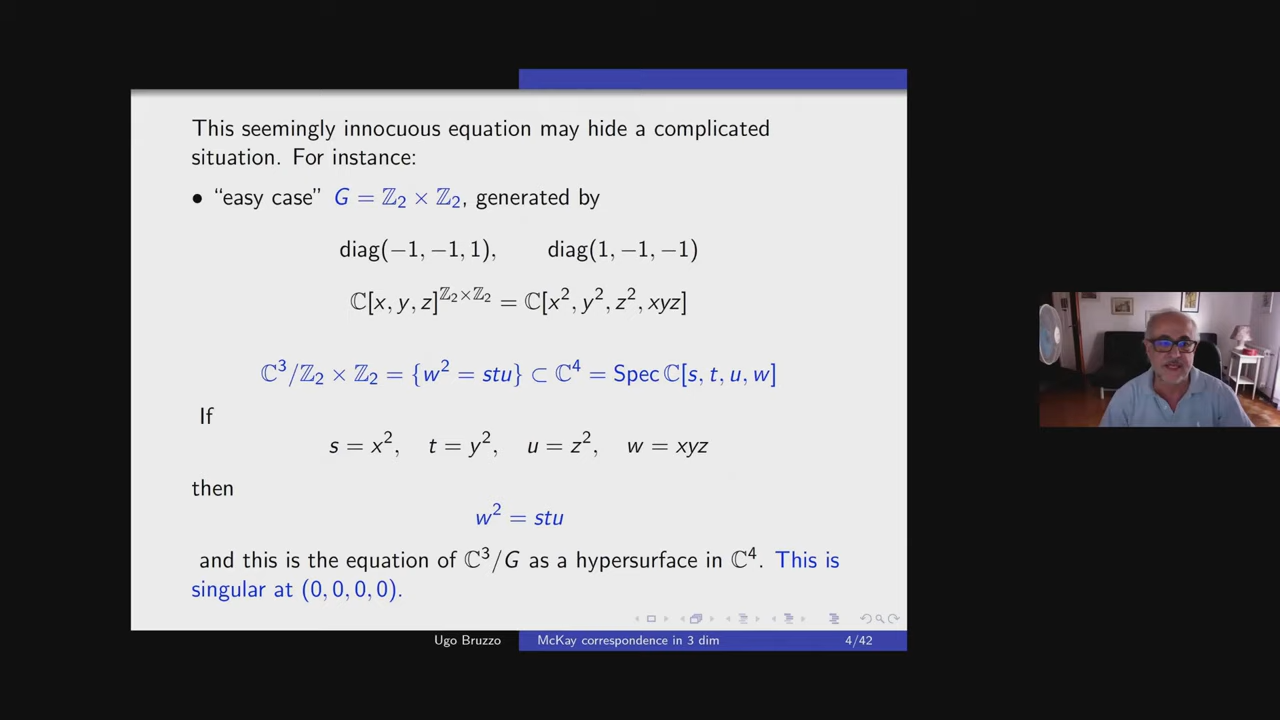 This seemingly innocuous equation may hide a complicated
situation. For instance:
• “easy case” G = ℤ₂ × ℤ₂, generated by
diag(−1, −1, 1), diag(1, −1, −1)
ℂ[x, y, z]^{ℤ₂×ℤ₂} = ℂ[x², y², z², xyz]
ℂ³/ℤ₂ × ℤ₂ = {w² = stu} ⊂ ℂ⁴ = Spec ℂ[s, t, u, w]
If
s = x², t = y², u = z², w = xyz
then
w² = stu
and this is the equation of ℂ³/G as a hypersurface in ℂ⁴. This is
singular at (0, 0, 0, 0).
Ugo Bruzzo McKay correspondence in 3 dim 4/42